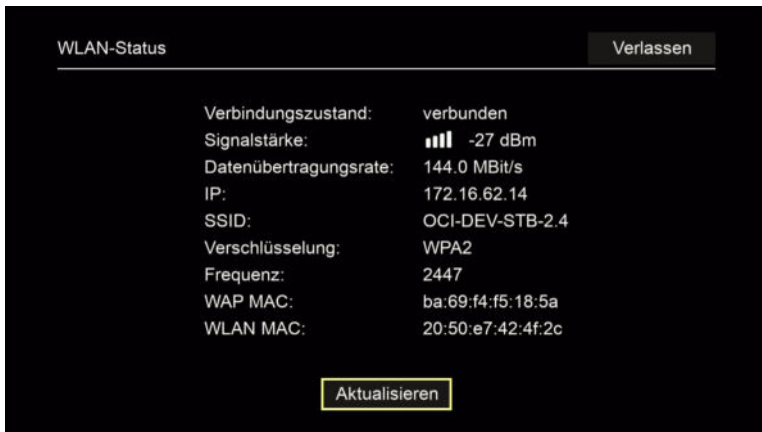 WLAN-Status
Verlassen
Verbindungszustand: verbunden
Signalstärke: -27 dBm
Datenübertragungsrate: 144.0 MBit/s
IP: 172.16.62.14
SSID: OCI-DEV-STB-2.4
Verschlüsselung: WPA2
Frequenz: 2447
WAP MAC: ba:69:f4:f5:18:5a
WLAN MAC: 20:50:e7:42:4f:2c
Aktualisieren